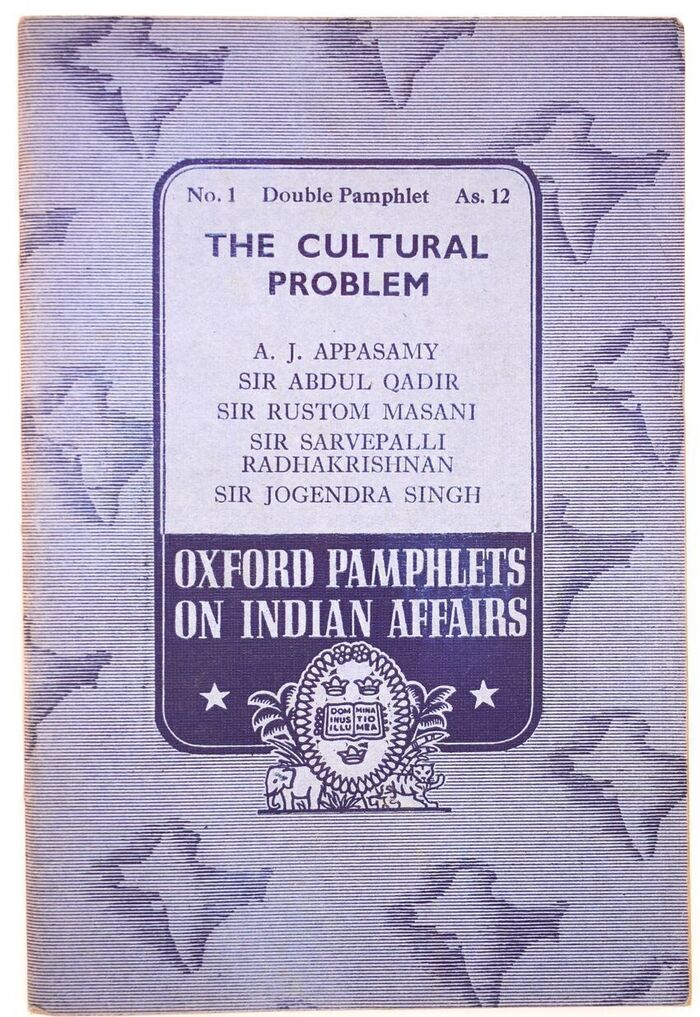 No. 1 Double Pamphlet As. 12
THE CULTURAL
PROBLEM
A. J. APPASAMY
SIR ABDUL QADIR
SIR RUSTOM MASANI
SIR SARVEPALLI
RADHAKRISHNAN
SIR JOGENDRA SINGH
OXFORD PAMPHLETS
ON INDIAN AFFAIRS
DOM MINA
INUS TIO
ILLU MEA